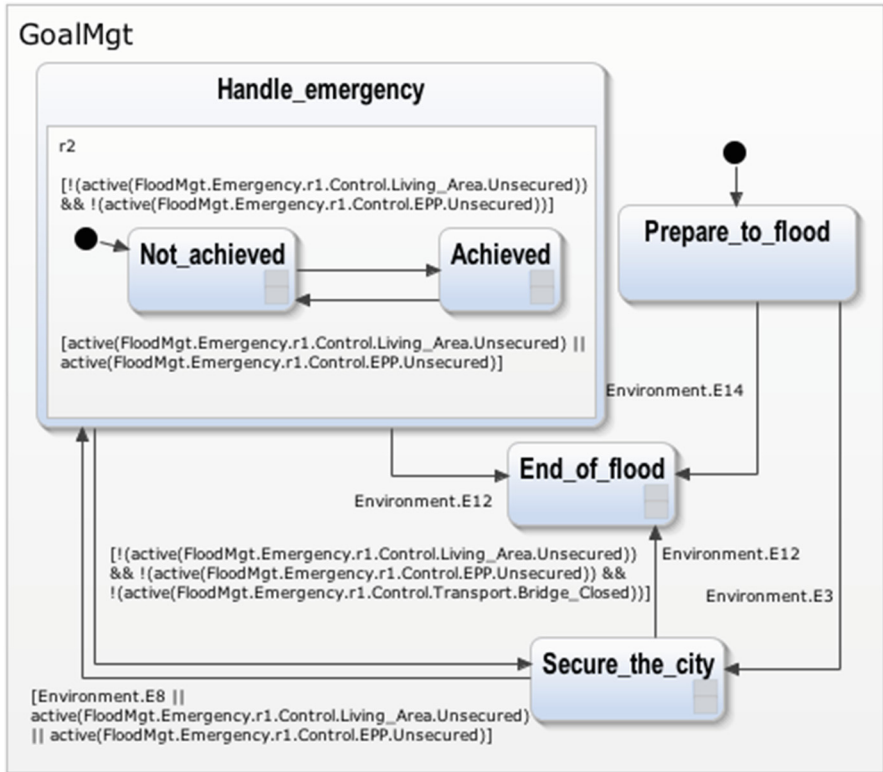 GoalMgt
Handle_emergency
r2
[!(active(FloodMgt.Emergency.r1.Control.Living_Area.Unsecured))
&& !(active(FloodMgt.Emergency.r1.Control.EPP.Unsecured))]
Not_achieved
Achieved
[active(FloodMgt.Emergency.r1.Control.Living_Area.Unsecured) ||
active(FloodMgt.Emergency.r1.Control.EPP.Unsecured)]
Prepare_to_flood
Environment.E14
End_of_flood
Environment.E12
[!(active(FloodMgt.Emergency.r1.Control.Living_Area.Unsecured))
&& !(active(FloodMgt.Emergency.r1.Control.EPP.Unsecured)) &&
!(active(FloodMgt.Emergency.r1.Control.Transport.Bridge_Closed))]
Environment.E12
Environment.E3
Secure_the_city
[Environment.E8 ||
active(FloodMgt.Emergency.r1.Control.Living_Area.Unsecured)
|| active(FloodMgt.Emergency.r1.Control.EPP.Unsecured)]